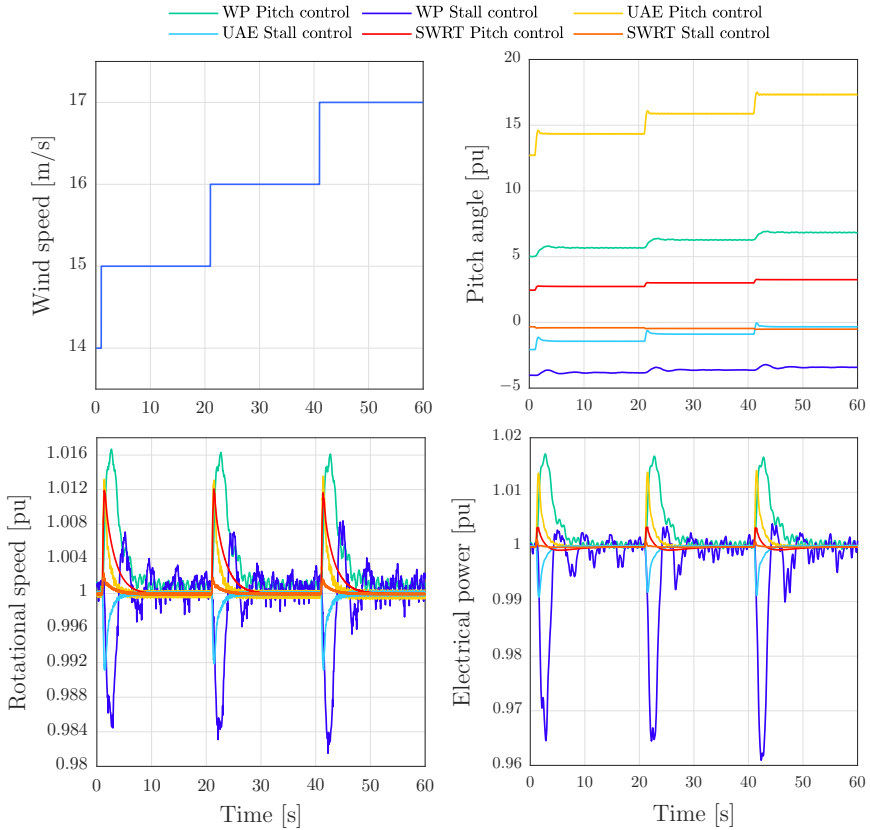 WP Pitch control WP Stall control UAE Pitch control
UAE Stall control SWRT Pitch control SWRT Stall control
Wind speed [m/s]
17
16
15
14
0 10 20 30 40 50 60
Pitch angle [pu]
20
15
10
5
0
−5
0 10 20 30 40 50 60
Rotational speed [pu]
1.016
1.012
1.008
1.004
1
0.996
0.992
0.988
0.984
0.98
0 10 20 30 40 50 60
Time [s]
Electrical power [pu]
1.02
1.01
1
0.99
0.98
0.97
0.96
0 10 20 30 40 50 60
Time [s]